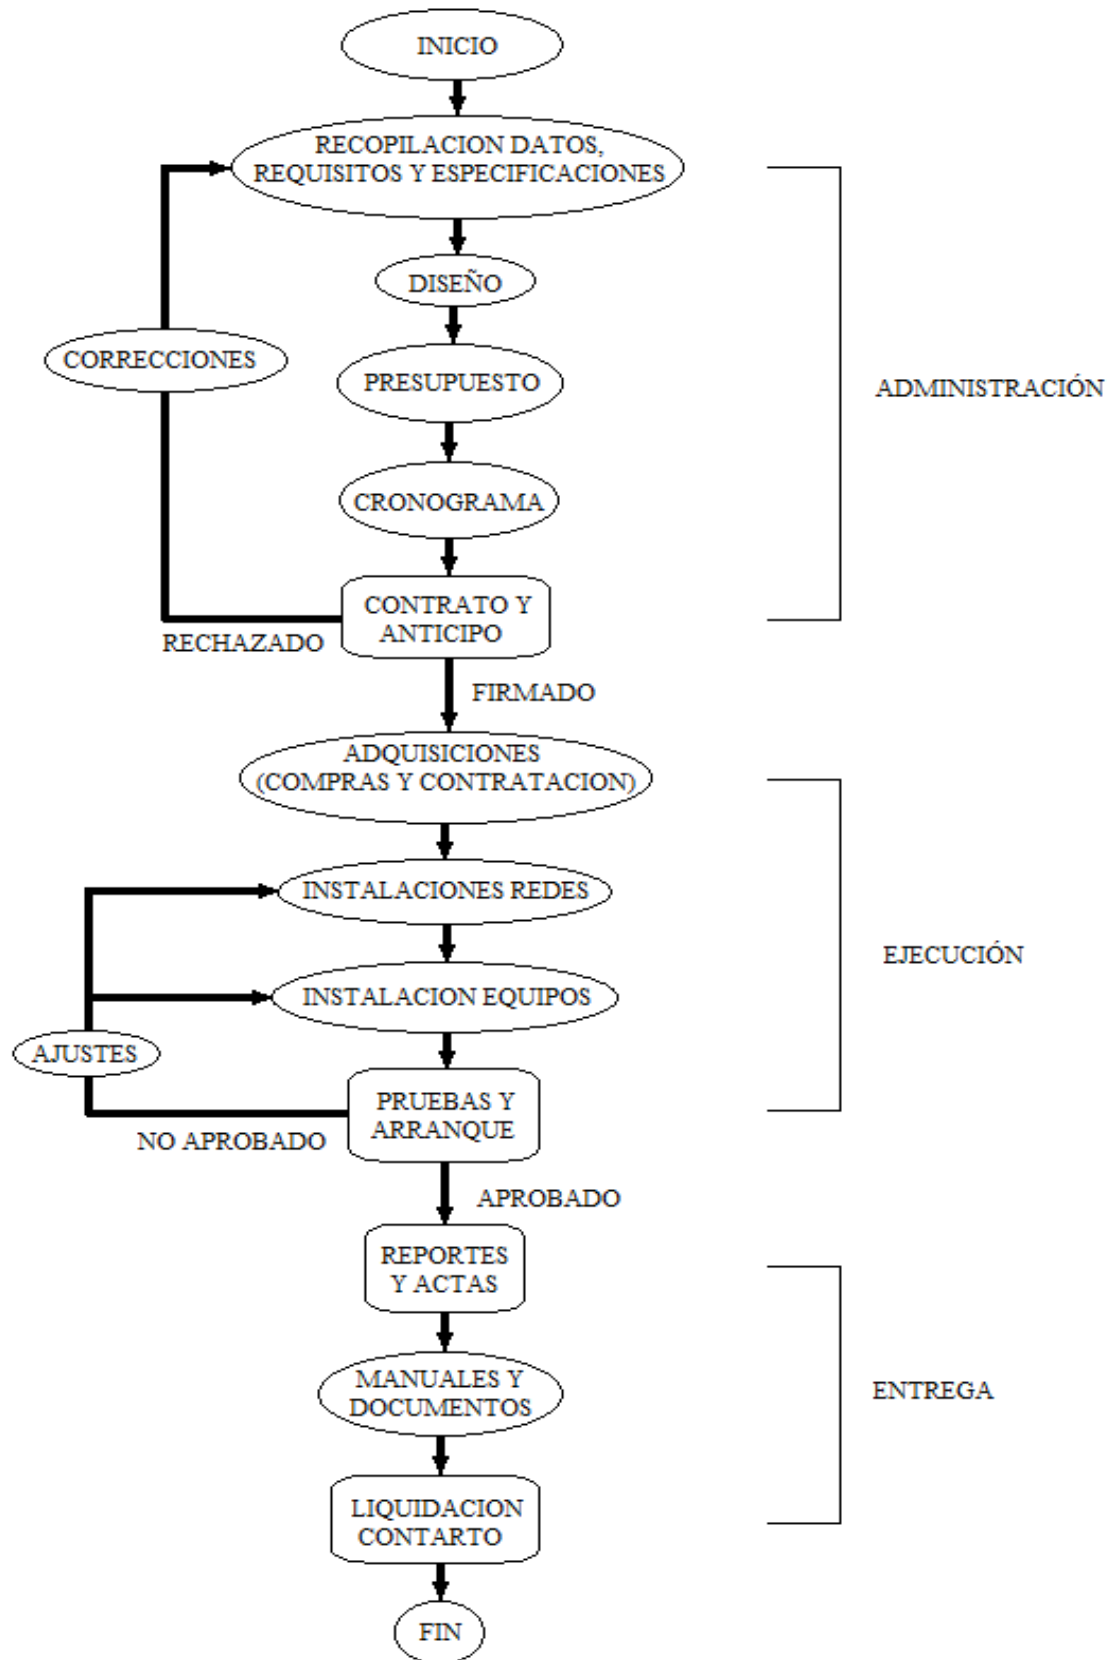 INICIO
RECOPILACION DATOS,
REQUISITOS Y ESPECIFICACIONES
DISEÑO
CORRECCIONES
PRESUPUESTO
ADMINISTRACIÓN
CRONOGRAMA
CONTRATO Y
ANTICIPO
RECHAZADO
FIRMADO
ADQUISICIONES
(COMPRAS Y CONTRATACION)
INSTALACIONES REDES
EJECUCIÓN
INSTALACION EQUIPOS
AJUSTES
PRUEBAS Y
ARRANQUE
NO APROBADO
APROBADO
REPORTES
Y ACTAS
MANUALES Y
DOCUMENTOS
ENTREGA
LIQUIDACION
CONTARTO
FIN